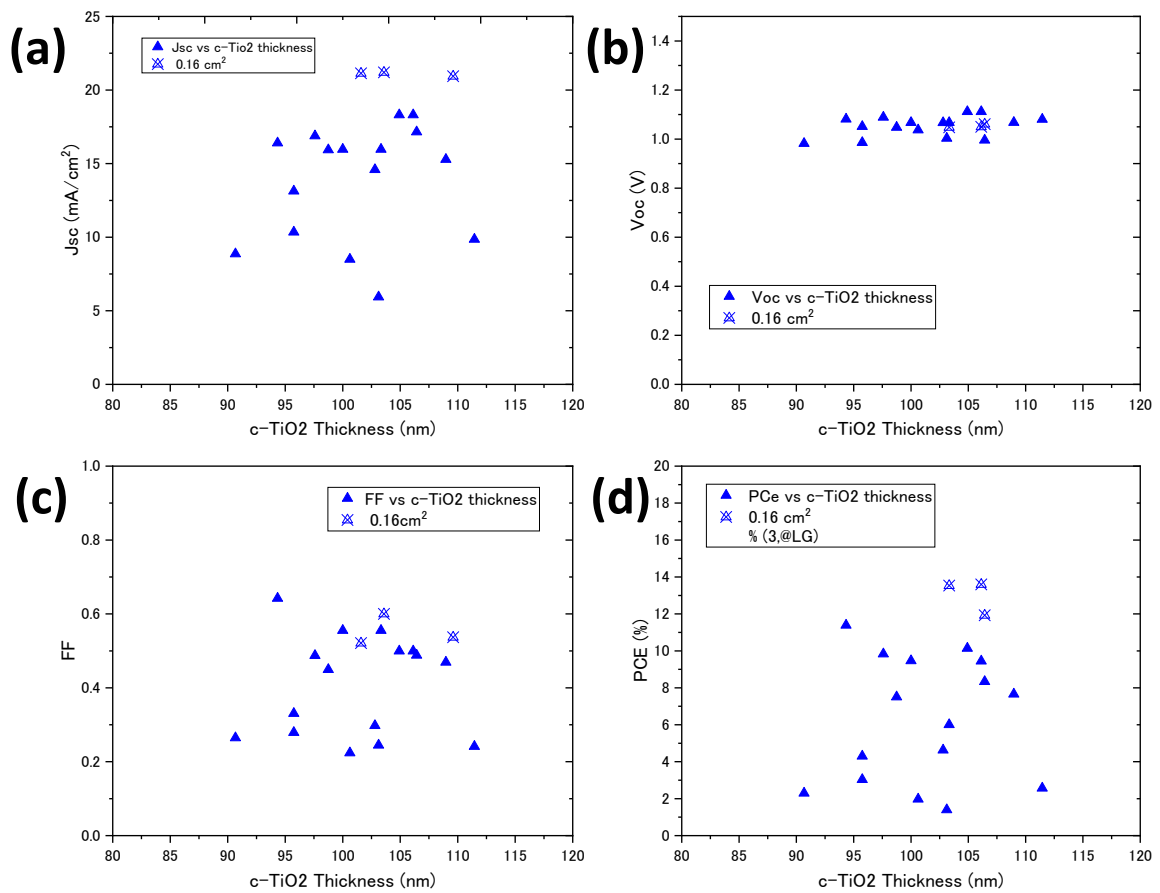 (a)
25
20
15
10
5
0
Jsc (mA/cm²)
Jsc vs c-Tio2 thickness
0.16 cm²
80 85 90 95 100 105 110 115 120
c-TiO2 Thickness (nm)
(b)
1.4
1.2
1.0
0.8
0.6
0.4
0.2
0.0
Voc (V)
Voc vs c-TiO2 thickness
0.16 cm²
80 85 90 95 100 105 110 115 120
c-TiO2 Thickness (nm)
(c)
1.0
0.8
0.6
0.4
0.2
0.0
FF
FF vs c-TiO2 thickness
0.16cm²
80 85 90 95 100 105 110 115 120
c-TiO2 Thickness (nm)
(d)
20
18
16
14
12
10
8
6
4
2
0
PCE (%)
PCe vs c-TiO2 thickness
0.16 cm²
% (3,@LG)
80 85 90 95 100 105 110 115 120
c-TiO2 Thickness (nm)